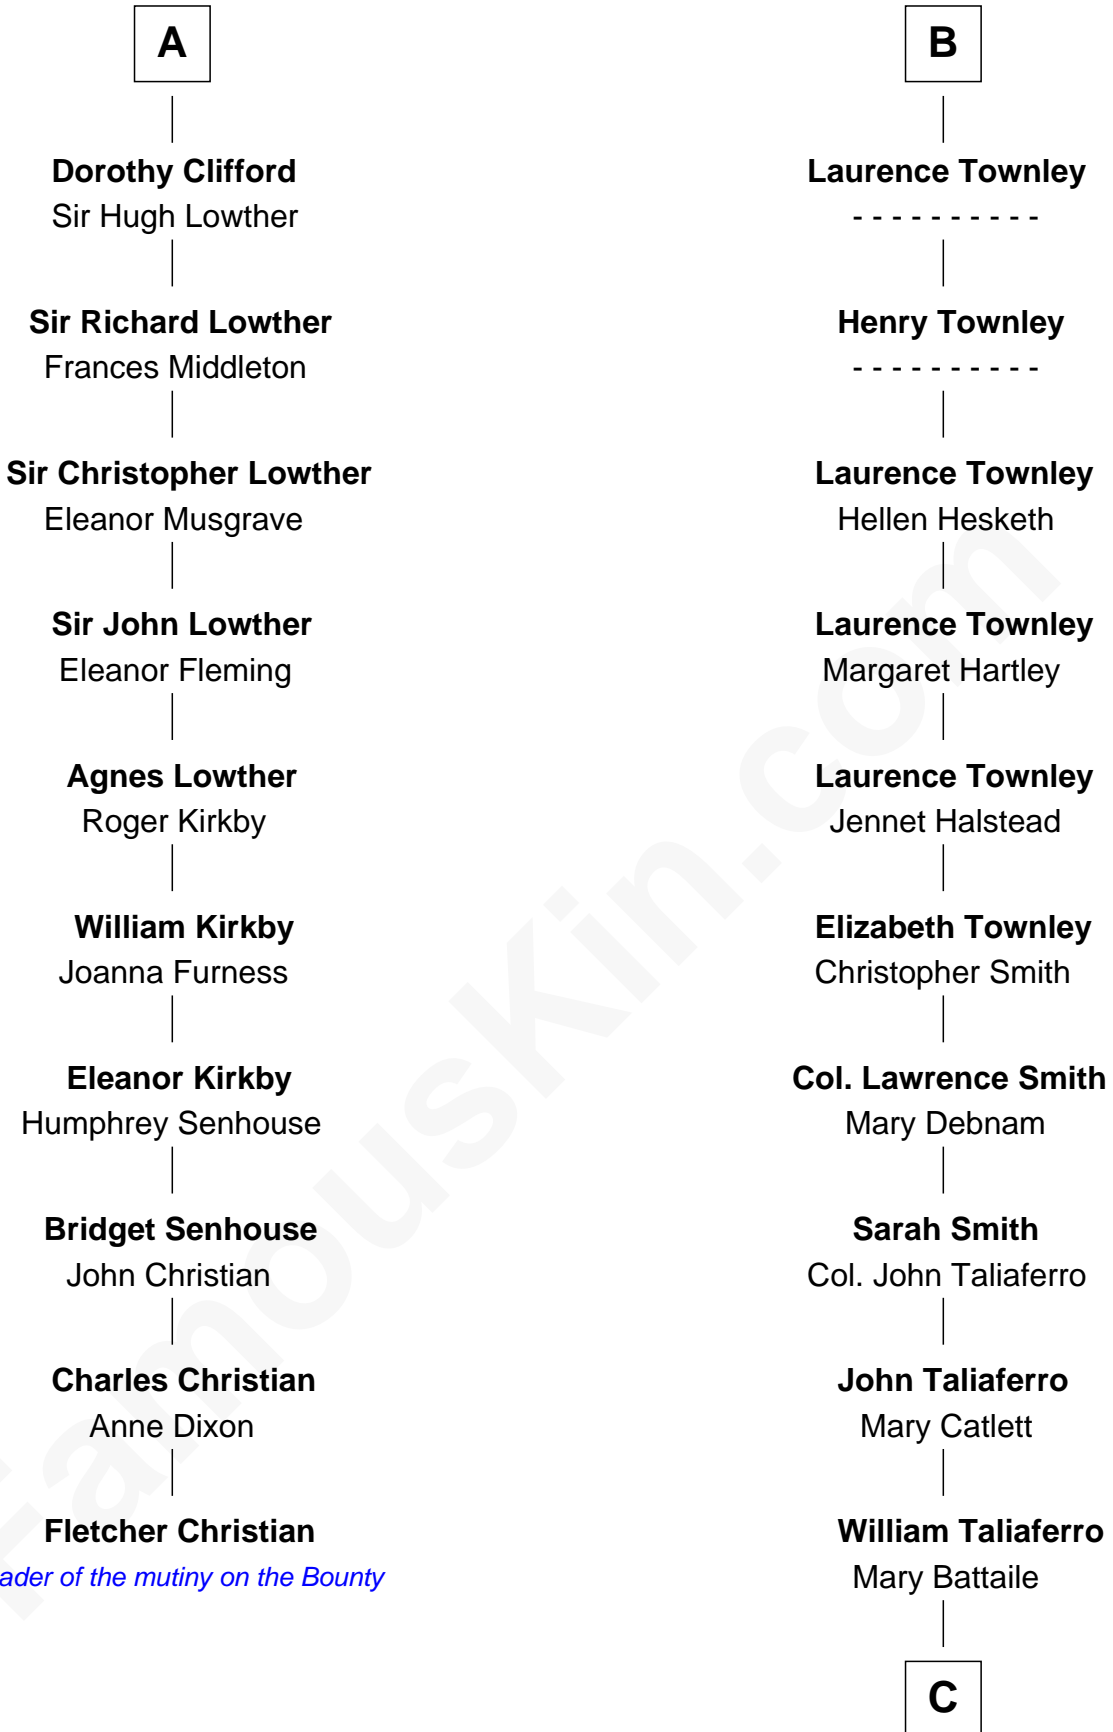 A
Dorothy Clifford
Sir Hugh Lowther
Sir Richard Lowther
Frances Middleton
Sir Christopher Lowther
Eleanor Musgrave
Sir John Lowther
Eleanor Fleming
Agnes Lowther
Roger Kirkby
William Kirkby
Joanna Furness
Eleanor Kirkby
Humphrey Senhouse
Bridget Senhouse
John Christian
Charles Christian
Anne Dixon
Fletcher Christian
ader of the mutiny on the Bounty
B
Laurence Townley
- - - - - - - - - -
Henry Townley
- - - - - - - - - -
Laurence Townley
Hellen Hesketh
Laurence Townley
Margaret Hartley
Laurence Townley
Jennet Halstead
Elizabeth Townley
Christopher Smith
Col. Lawrence Smith
Mary Debnam
Sarah Smith
Col. John Taliaferro
John Taliaferro
Mary Catlett
William Taliaferro
Mary Battaile
C
FamousKin.com